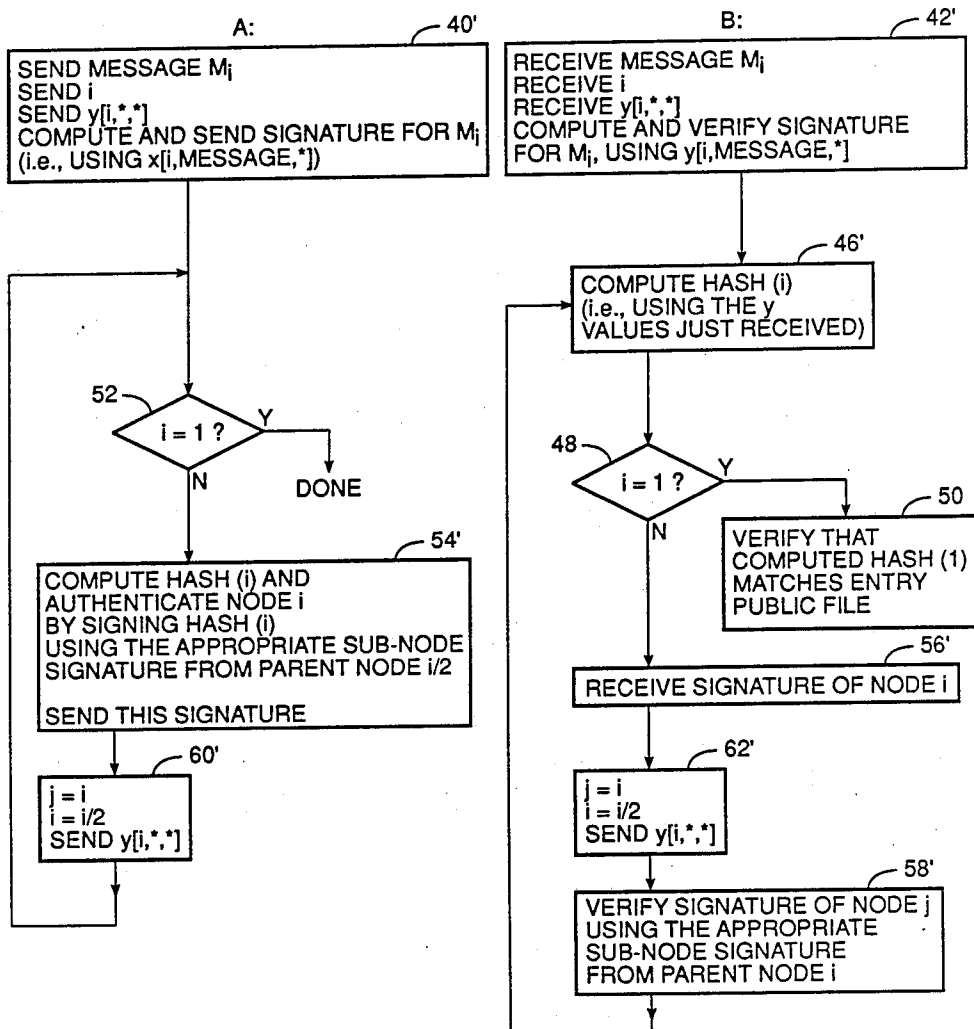 A:
40'
SEND MESSAGE Mi
SEND i
SEND y[i,*,*]
COMPUTE AND SEND SIGNATURE FOR Mi
(i.e., USING x[i,MESSAGE,*])
52
i = 1 ?
Y
N
DONE
54'
COMPUTE HASH (i) AND
AUTHENTICATE NODE i
BY SIGNING HASH (i)
USING THE APPROPRIATE SUB-NODE
SIGNATURE FROM PARENT NODE i/2
SEND THIS SIGNATURE
60'
j = i
i = i/2
SEND y[i,*,*]
B:
42'
RECEIVE MESSAGE Mi
RECEIVE i
RECEIVE y[i,*,*]
COMPUTE AND VERIFY SIGNATURE
FOR Mi, USING y[i,MESSAGE,*]
46'
COMPUTE HASH (i)
(i.e., USING THE y
VALUES JUST RECEIVED)
48
i = 1 ?
Y
N
50
VERIFY THAT
COMPUTED HASH (1)
MATCHES ENTRY
PUBLIC FILE
56'
RECEIVE SIGNATURE OF NODE i
62'
j = i
i = i/2
SEND y[i,*,*]
58'
VERIFY SIGNATURE OF NODE j
USING THE APPROPRIATE
SUB-NODE SIGNATURE
FROM PARENT NODE i